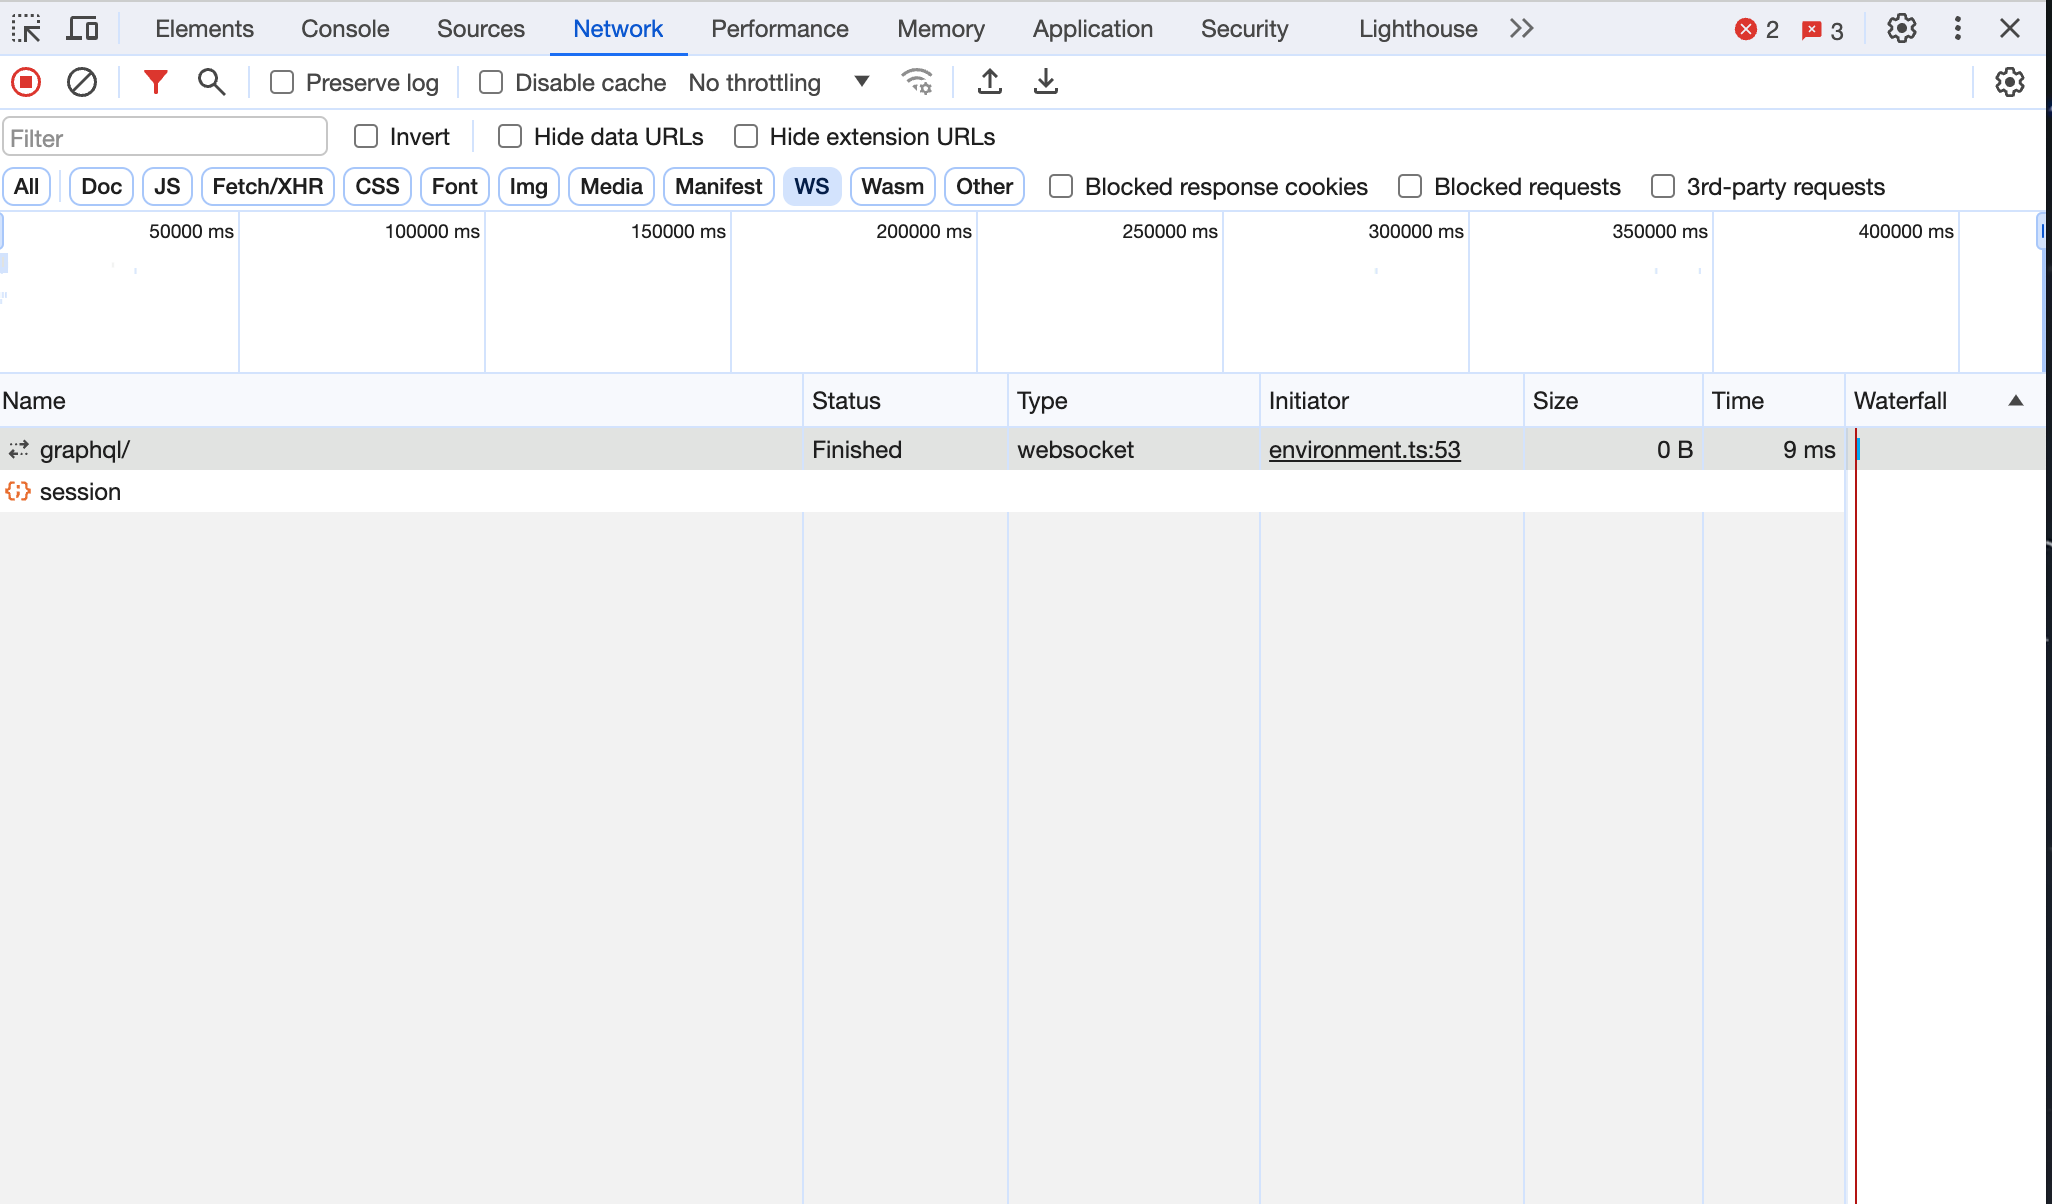 Elements Console Sources Network Performance Memory Application Security Lighthouse 2 3
Preserve log Disable cache No throttling
Filter Invert Hide data URLs Hide extension URLs
All Doc JS Fetch/XHR CSS Font Img Media Manifest WS Wasm Other Blocked response cookies Blocked requests 3rd-party requests
50000 ms 100000 ms 150000 ms 200000 ms 250000 ms 300000 ms 350000 ms 400000 ms
Name Status Type Initiator Size Time Waterfall
graphql/ Finished websocket environment.ts:53 0 B 9 ms
session